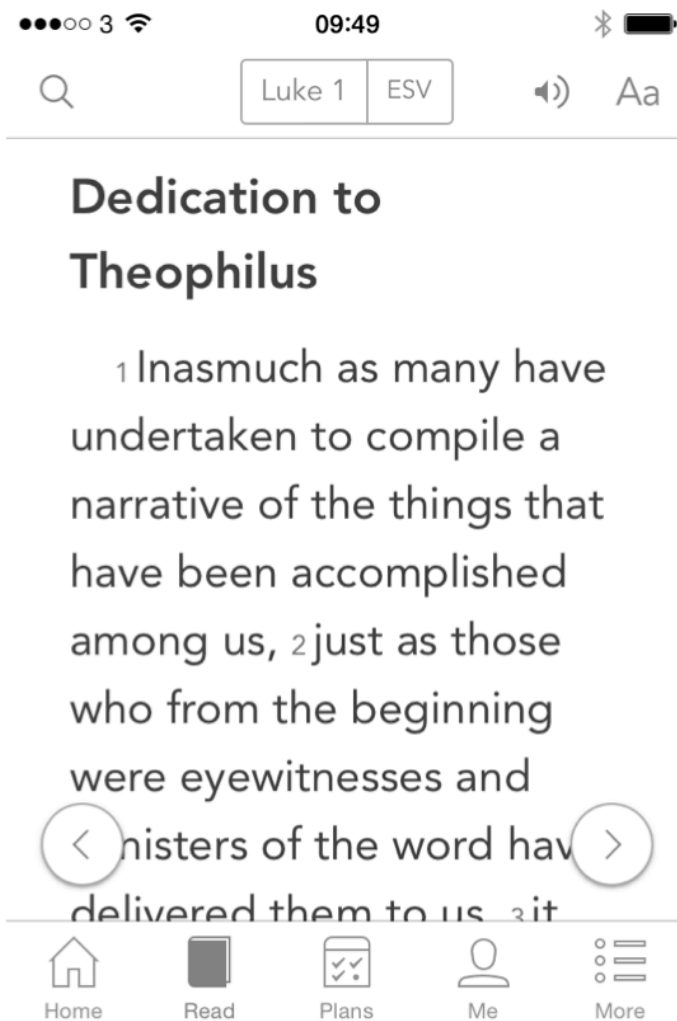 3 09:49
Luke 1 ESV Aa
Dedication to
Theophilus
1 Inasmuch as many have
undertaken to compile a
narrative of the things that
have been accomplished
among us, 2 just as those
who from the beginning
were eyewitnesses and
nisters of the word hav
delivered them to us, 3 it
Home Read Plans Me More